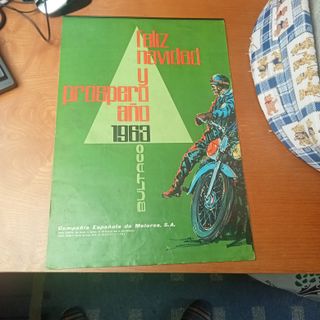 feliz
navidad
y
prospero
año
1963
BULTACO
Compañia Española de Motores, S.A.